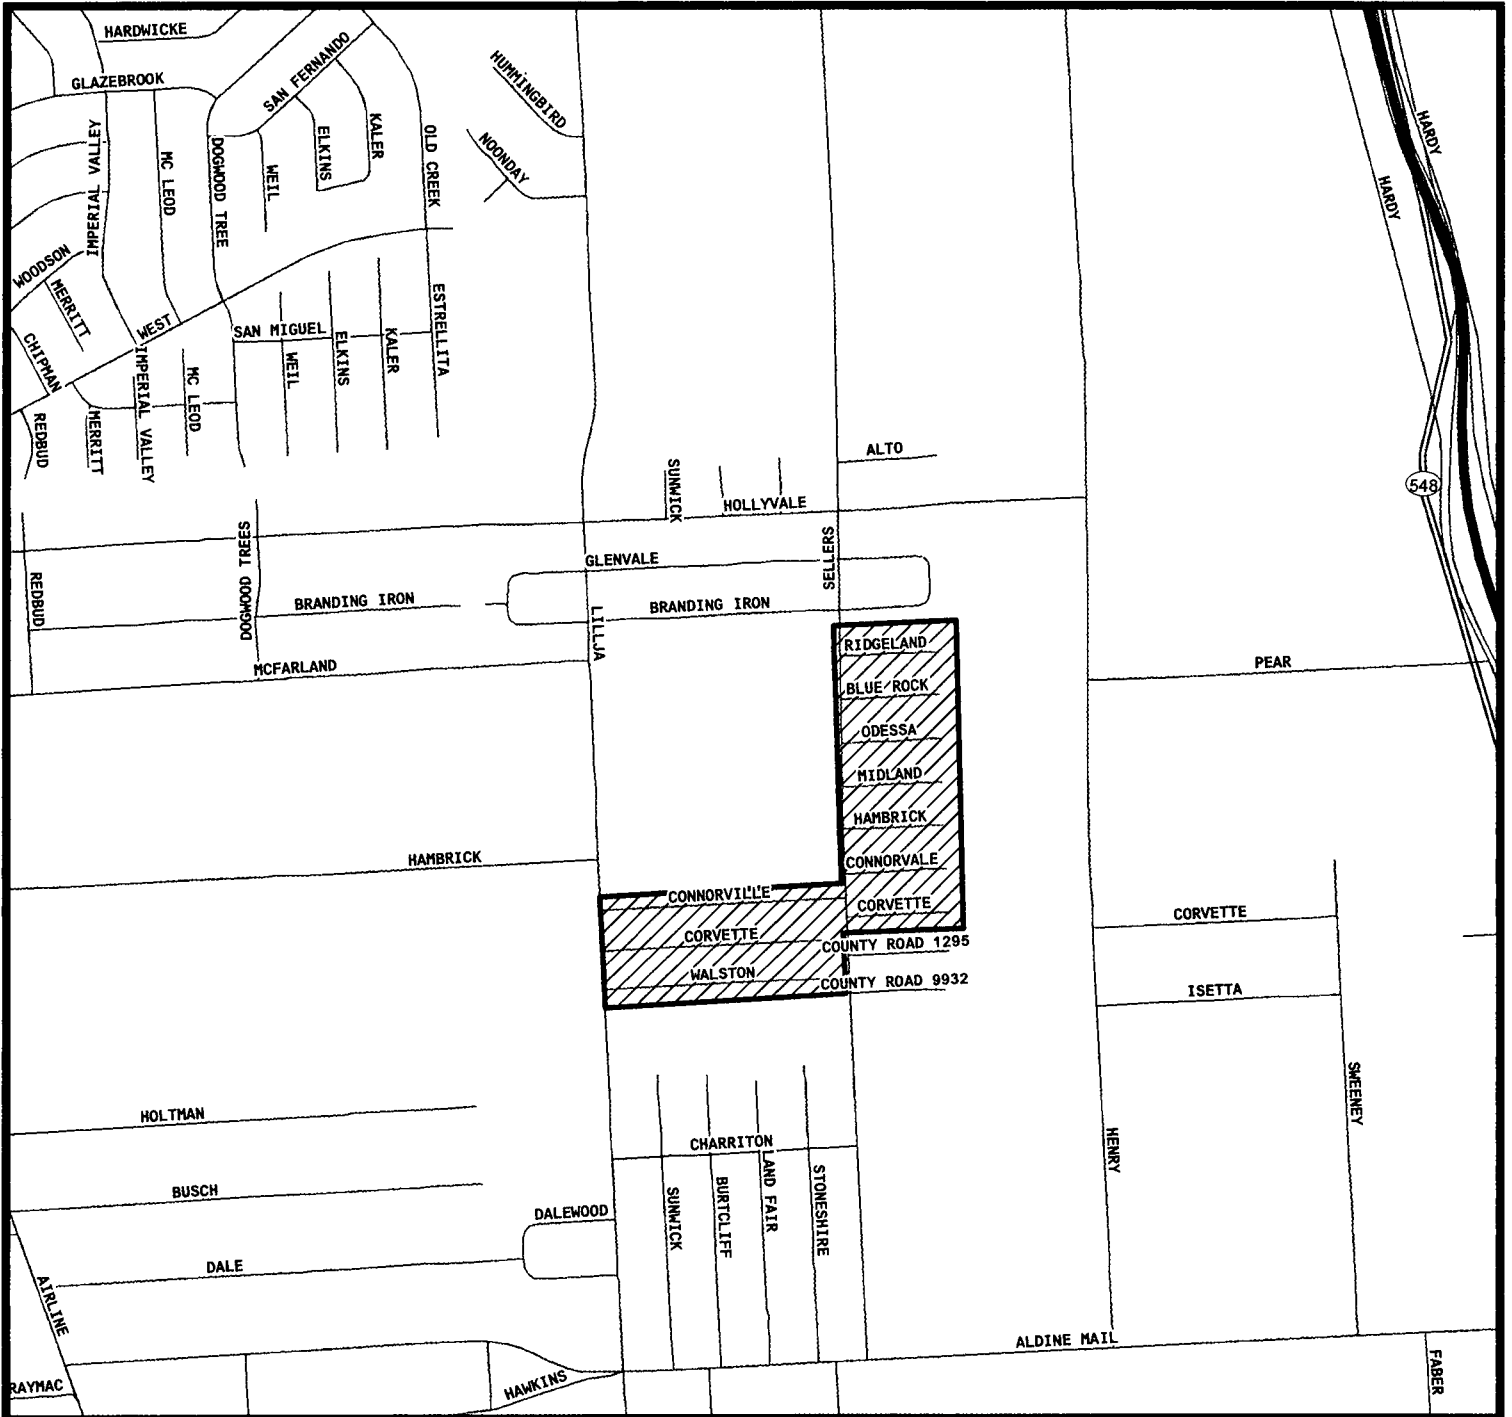 HARDWICKE
GLAZEBROOK
SAN FERNANDO
HUMMINGBIRD
HARDY
IMPERIAL VALLEY
MC LEOD
DOGWOOD TREE
WEIL
ELKINS
KALER
OLD CREEK
NOONDAY
HARDY
WOODSON
MERRITT
CHIPMAN
WEST
SAN MIGUEL
WEIL
ELKINS
KALER
ESTRELLITA
REDBUD
MERRITT
IMPERIAL VALLEY
MC LEOD
ALTO
SUNWICK
HOLLYVALE
548
DOGWOOD TREES
GLENVALE
SELLERS
REDBUD
BRANDING IRON
BRANDING IRON
LILLJA
MCFARLAND
RIDGELAND
PEAR
BLUE ROCK
ODESSA
MIDLAND
HAMBRICK
HAMBRICK
CONNORVALE
CONNORVILLE
CORVETTE
CORVETTE
CORVETTE
COUNTY ROAD 1295
WALSTON
COUNTY ROAD 9932
ISETTA
SWEENEY
HOLTMAN
CHARRITON
HENRY
BUSCH
SUNWICK
BURTCLIFF
LAND FAIR
STONESHIRE
DALEWOOD
DALE
AIRLINE
ALDINE MAIL
RAYMAC
HAWKINS
FABER